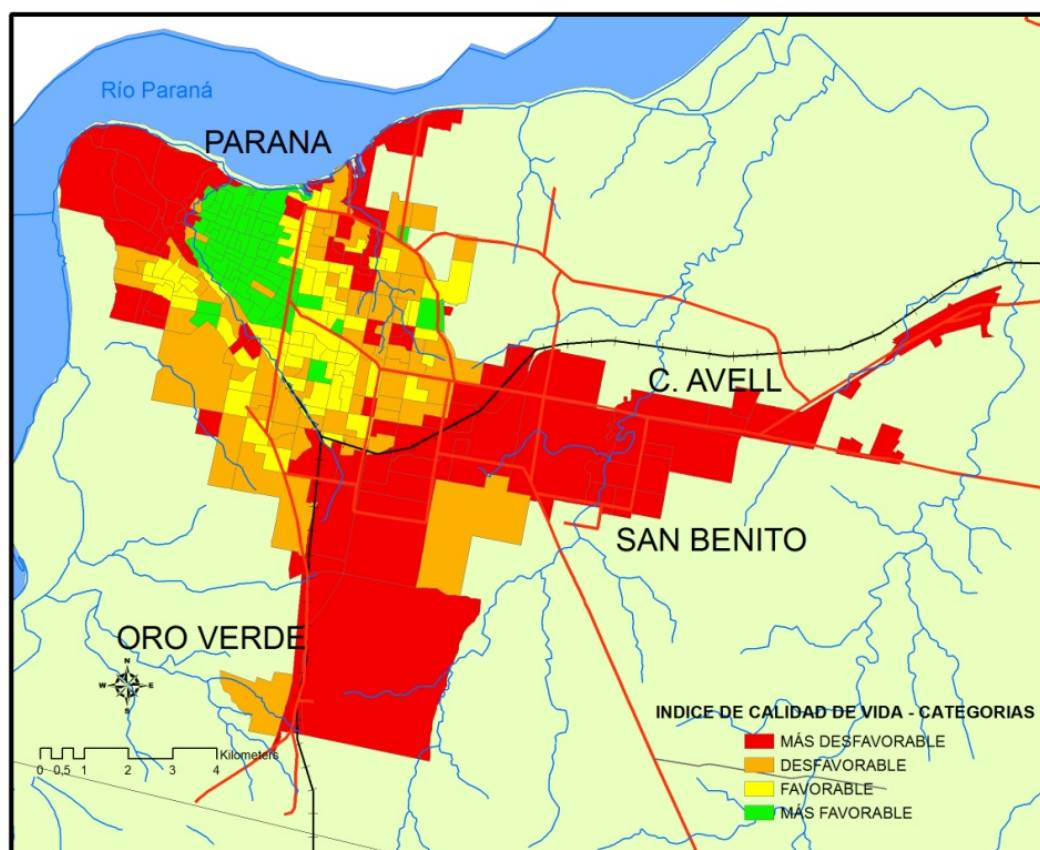 Río Paraná
PARANA
C. AVELL
SAN BENITO
ORO VERDE
N
W E
S
Kilometers
0 0,5 1 2 3 4
INDICE DE CALIDAD DE VIDA - CATEGORIAS
MÁS DESFAVORABLE
DESFAVORABLE
FAVORABLE
MÁS FAVORABLE